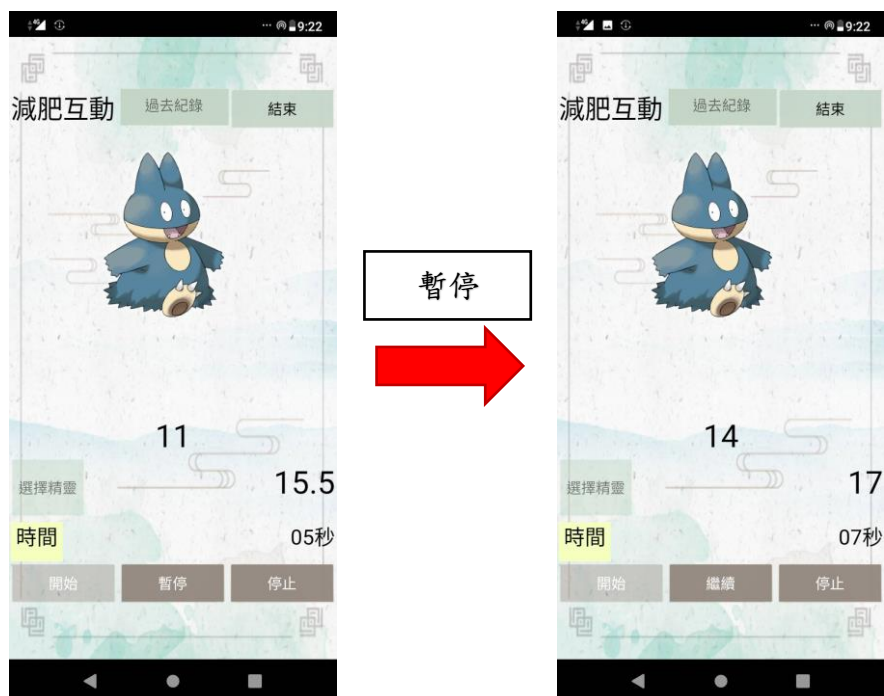 4G ··· 9:22
減肥互動 過去紀錄 結束
11
選擇精靈 15.5
時間 05秒
開始 暫停 停止
暫停
4G ··· 9:22
減肥互動 過去紀錄 結束
14
選擇精靈 17
時間 07秒
開始 繼續 停止